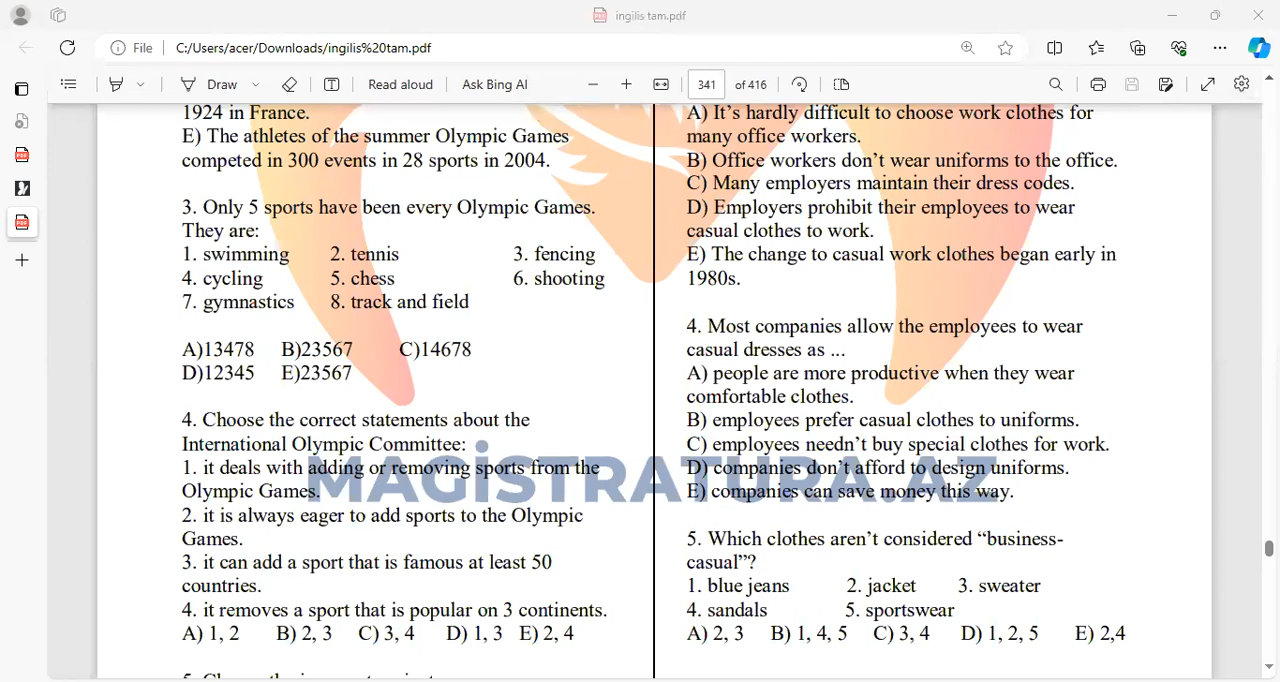 ingilis tam.pdf
File
C:/Users/acer/Downloads/ingilis%20tam.pdf
Draw
Read aloud
Ask Bing AI
341 of 416
1924 in France.
E) The athletes of the summer Olympic Games
competed in 300 events in 28 sports in 2004.
3. Only 5 sports have been every Olympic Games.
They are:
1. swimming 2. tennis 3. fencing
4. cycling 5. chess 6. shooting
7. gymnastics 8. track and field
A)13478 B)23567 C)14678
D)12345 E)23567
4. Choose the correct statements about the
International Olympic Committee:
1. it deals with adding or removing sports from the
Olympic Games.
2. it is always eager to add sports to the Olympic
Games.
3. it can add a sport that is famous at least 50
countries.
4. it removes a sport that is popular on 3 continents.
A) 1, 2 B) 2, 3 C) 3, 4 D) 1, 3 E) 2, 4
A) It's hardly difficult to choose work clothes for
many office workers.
B) Office workers don't wear uniforms to the office.
C) Many employers maintain their dress codes.
D) Employers prohibit their employees to wear
casual clothes to work.
E) The change to casual work clothes began early in
1980s.
4. Most companies allow the employees to wear
casual dresses as ...
A) people are more productive when they wear
comfortable clothes.
B) employees prefer casual clothes to uniforms.
C) employees needn't buy special clothes for work.
D) companies don't afford to design uniforms.
E) companies can save money this way.
5. Which clothes aren't considered "business-
casual"?
1. blue jeans 2. jacket 3. sweater
4. sandals 5. sportswear
A) 2, 3 B) 1, 4, 5 C) 3, 4 D) 1, 2, 5 E) 2,4
MAGİSTRATURA.AZ